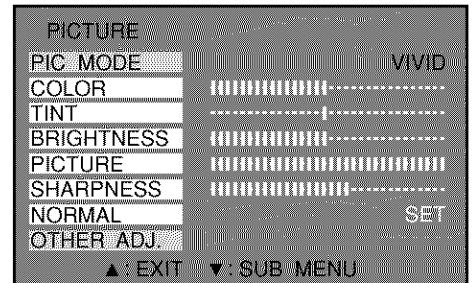 PICTURE
PIC MODE VIVID
COLOR
TINT
BRIGHTNESS
PICTURE
SHARPNESS
NORMAL SET
OTHER ADJ.
▲: EXIT ▼: SUB MENU